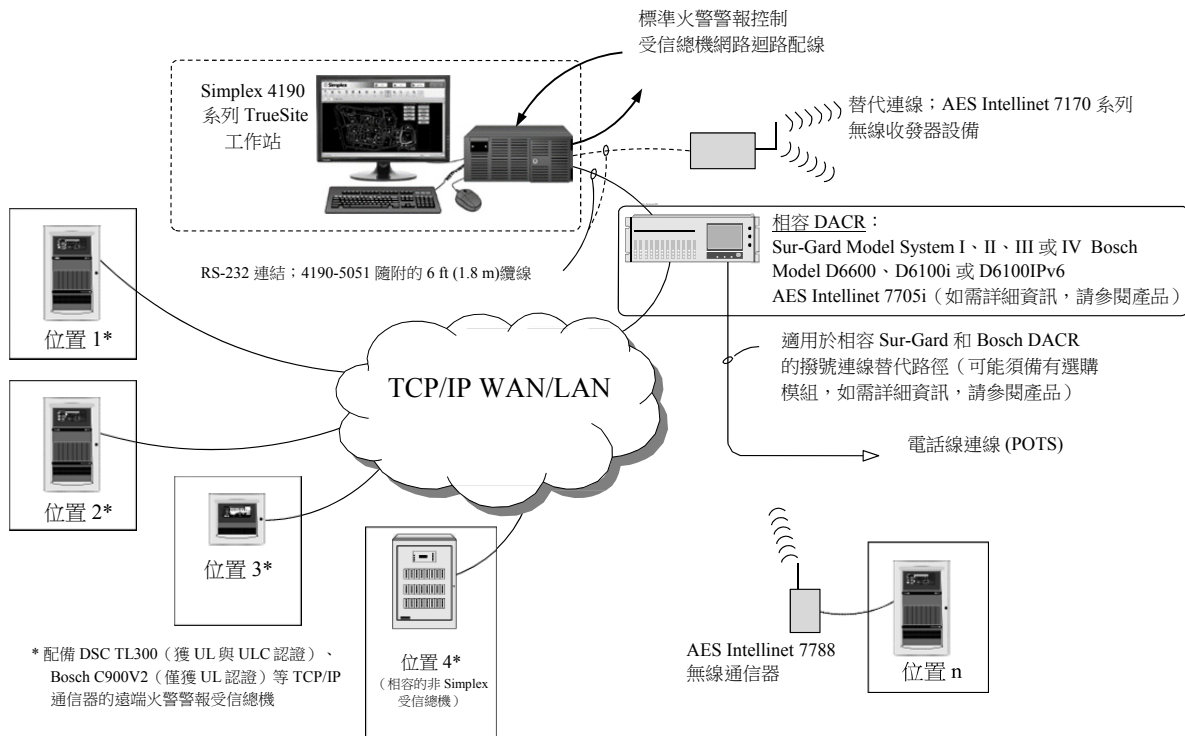 標準火警警報控制
受信總機網路迴路配線
Simplex 4190
系列 TrueSite
工作站
Simplex
替代連線；AES Intellinet 7170 系列
無線收發器設備
相容 DACR：
Sur-Gard Model System I、II、III 或 IV Bosch
Model D6600、D6100i 或 D6100IPv6
AES Intellinet 7705i（如需詳細資訊，請參閱產品）
RS-232 連結；4190-5051 隨附的 6 ft (1.8 m)纜線
位置 1*
適用於相容 Sur-Gard 和 Bosch DACR
的撥號連線替代路徑（可能須備有選購
模組，如需詳細資訊，請參閱產品）
TCP/IP WAN/LAN
電話線連線 (POTS)
位置 2*
位置 3*
位置 4*
（相容的非 Simplex
受信總機）
* 配備 DSC TL300（獲 UL 與 ULC 認證）、
Bosch C900V2（僅獲 UL 認證）等 TCP/IP
通信器的遠端火警警報受信總機
AES Intellinet 7788
無線通信器
位置 n